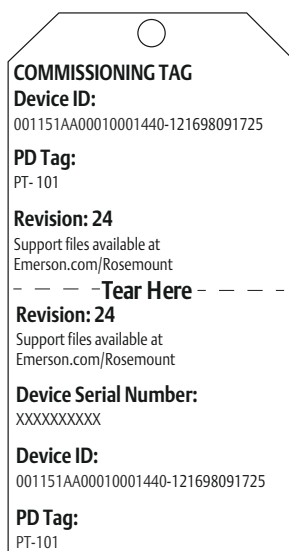 COMMISSIONING TAG
Device ID:
001151AA00010001440-121698091725
PD Tag:
PT- 101
Revision: 24
Support files available at
Emerson.com/Rosemount
Tear Here
Revision: 24
Support files available at
Emerson.com/Rosemount
Device Serial Number:
XXXXXXXXXX
Device ID:
001151AA00010001440-121698091725
PD Tag:
PT-101